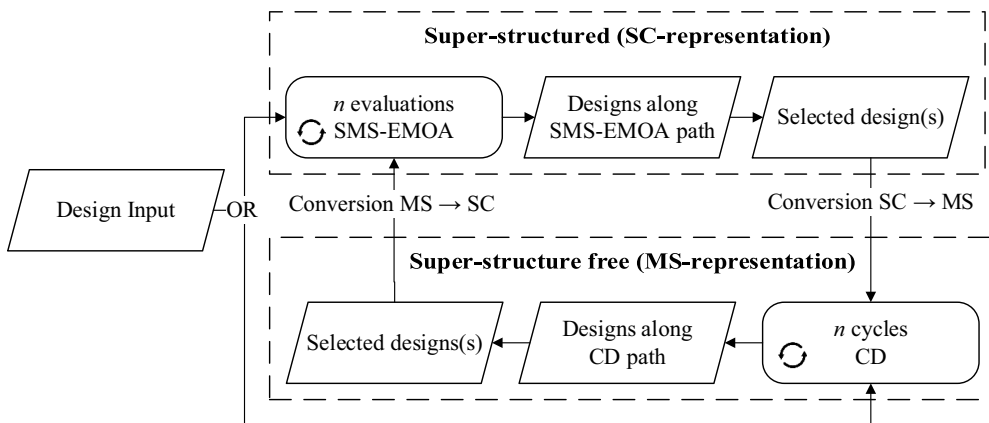 Super-structured (SC-representation)
n evaluations
SMS-EMOA
Designs along
SMS-EMOA path
Selected design(s)
Design Input
OR
Conversion MS → SC
Conversion SC → MS
Super-structure free (MS-representation)
Selected designs(s)
Designs along
CD path
n cycles
CD